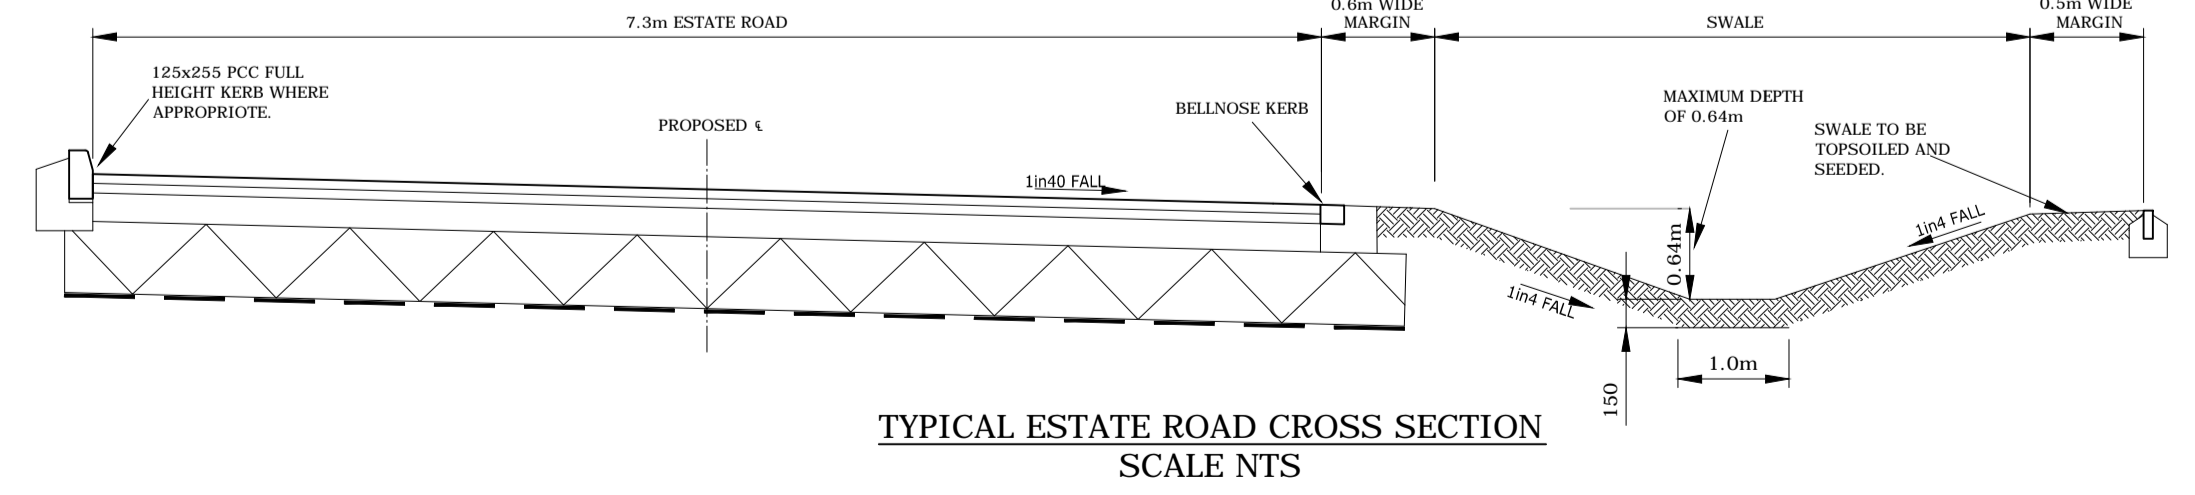 7.3m ESTATE ROAD
0.6m WIDE
MARGIN
SWALE
0.5m WIDE
MARGIN
125x255 PCC FULL
HEIGHT KERB WHERE
APPROPRIOTE.
PROPOSED ℄
BELLNOSE KERB
MAXIMUM DEPTH
OF 0.64m
SWALE TO BE
TOPSOILED AND
SEEDED.
1in40 FALL
0.64m
1in4 FALL
1in4 FALL
150
1.0m
TYPICAL ESTATE ROAD CROSS SECTION
SCALE NTS